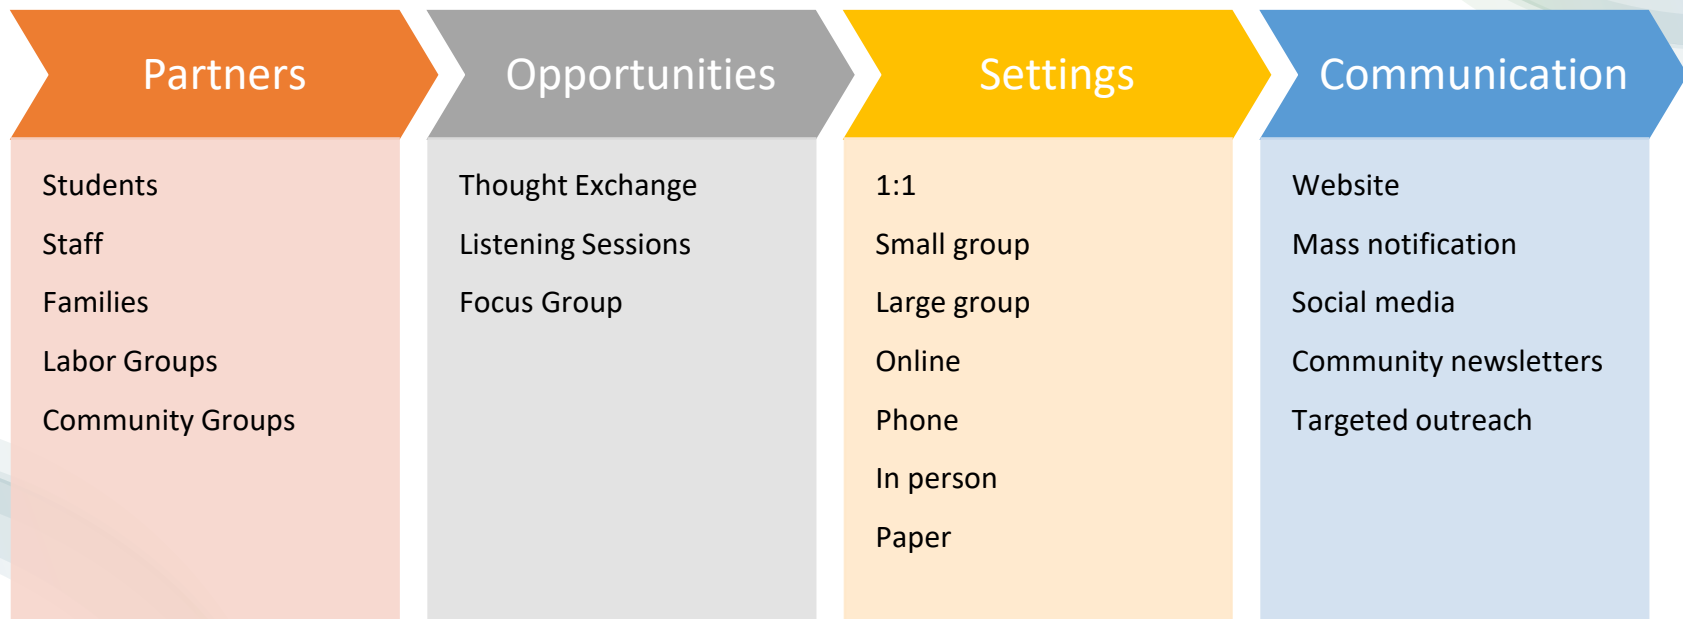 Partners
Students
Staff
Families
Labor Groups
Community Groups
Opportunities
Thought Exchange
Listening Sessions
Focus Group
Settings
1:1
Small group
Large group
Online
Phone
In person
Paper
Communication
Website
Mass notification
Social media
Community newsletters
Targeted outreach